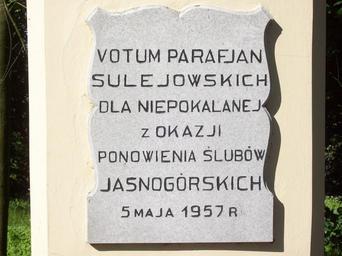 VOTUM PARAFJAN
SULEJOWSKICH
DLA NIEPOKALANEJ
Z OKAZJI
PONOWIENIA ŚLUBÓW
JASNOGÓRSKICH
5 MAJA 1957 R